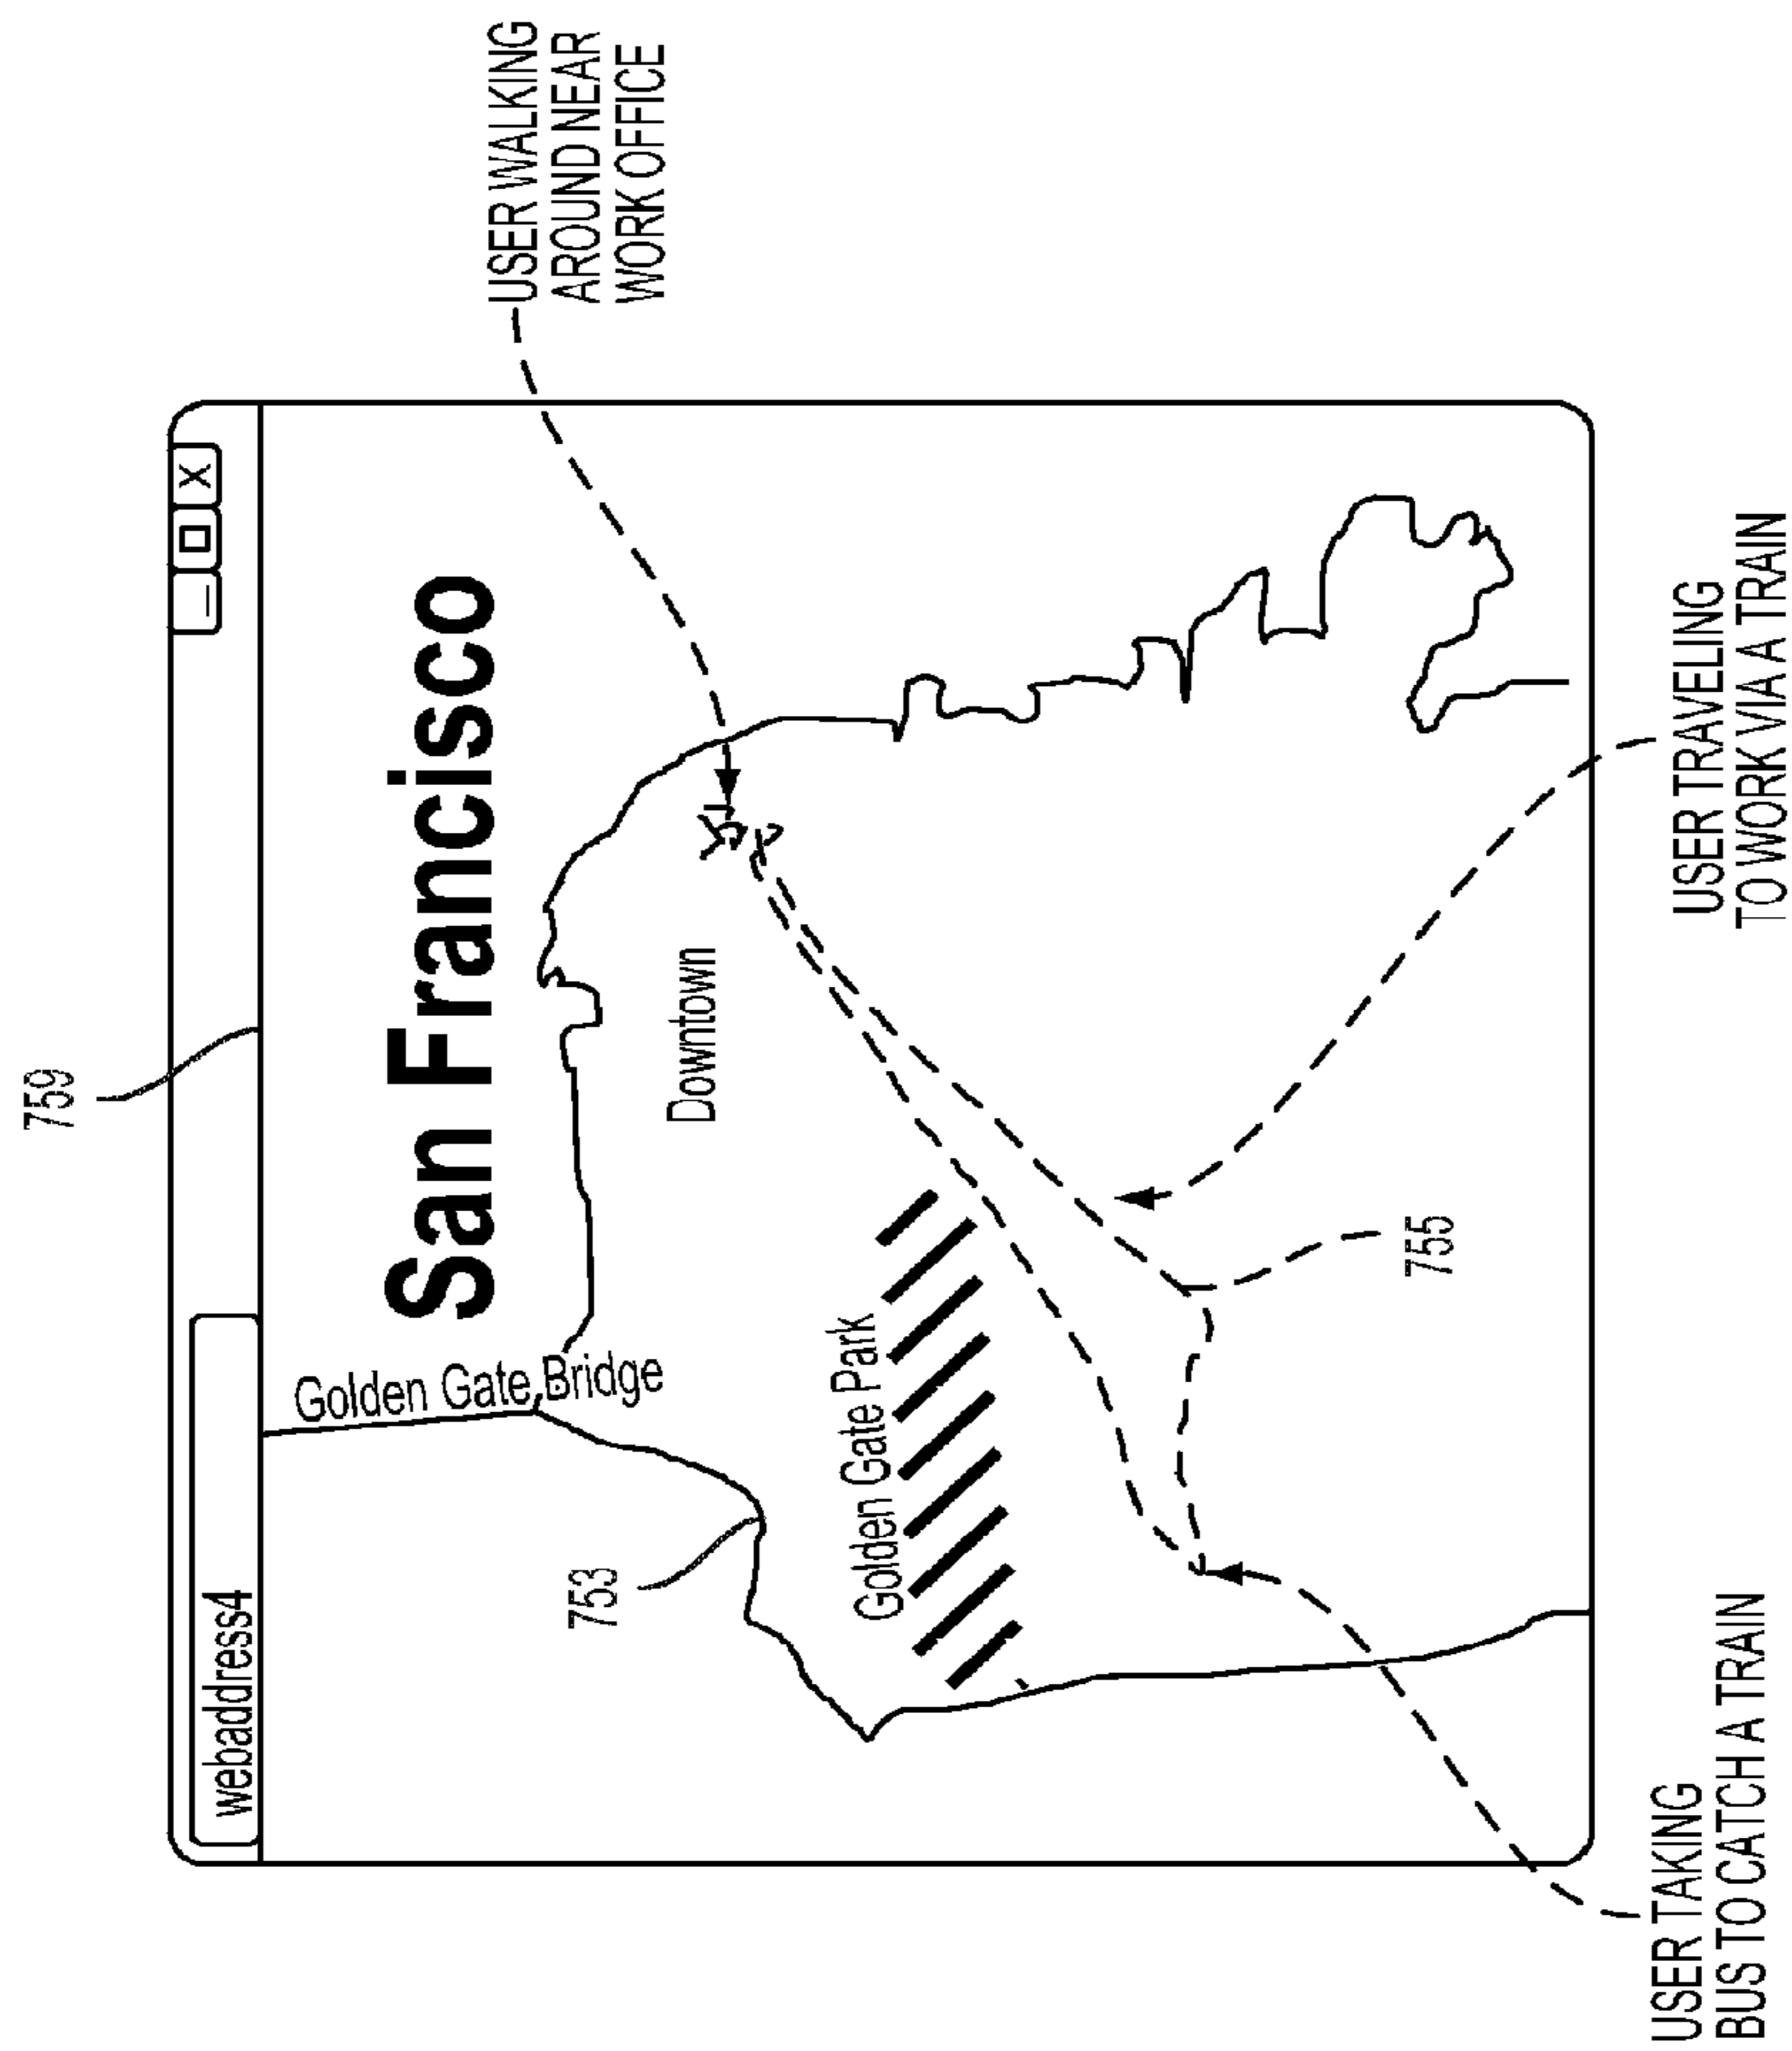 759
webaddress4
_ □ X
San Francisco
Golden Gate Bridge
753
Downtown
Golden Gate Park
755
USER WALKING
AROUND NEAR
WORK OFFICE
USER TAKING
BUS TO CATCH A TRAIN
USER TRAVELING
TO WORK VIA A TRAIN